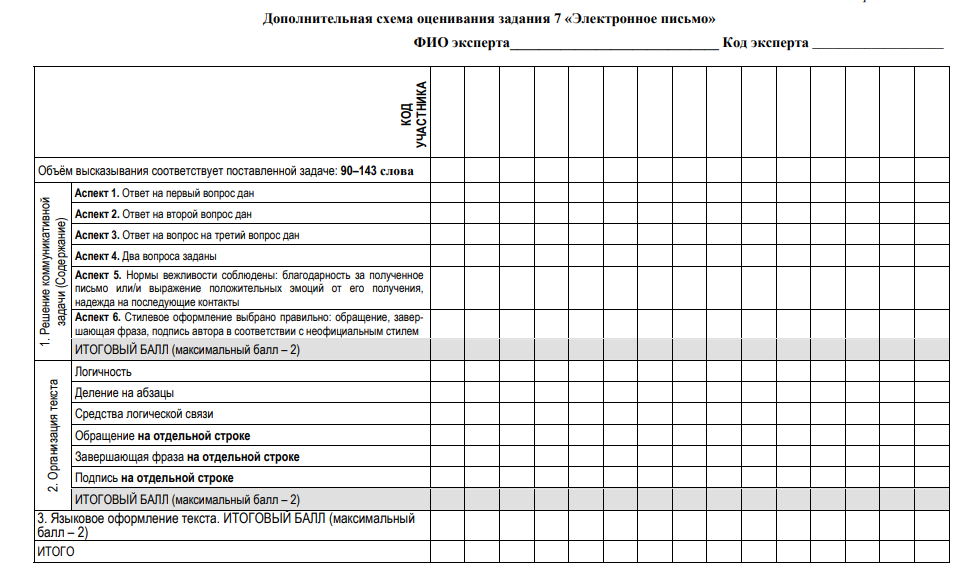 Дополнительная схема оценивания задания 7 «Электронное письмо»
ФИО эксперта______________________________ Код эксперта ___________________
КОД
УЧАСТНИКА
Объём высказывания соответствует поставленной задаче: 90–143 слова
1. Решение коммуникативной
задачи (Содержание)
Аспект 1. Ответ на первый вопрос дан
Аспект 2. Ответ на второй вопрос дан
Аспект 3. Ответ на вопрос на третий вопрос дан
Аспект 4. Два вопроса заданы
Аспект 5. Нормы вежливости соблюдены: благодарность за полученное
письмо или/и выражение положительных эмоций от его получения,
надежда на последующие контакты
Аспект 6. Стилевое оформление выбрано правильно: обращение, завер-
шающая фраза, подпись автора в соответствии с неофициальным стилем
ИТОГОВЫЙ БАЛЛ (максимальный балл – 2)
2. Организация текста
Логичность
Деление на абзацы
Средства логической связи
Обращение на отдельной строке
Завершающая фраза на отдельной строке
Подпись на отдельной строке
ИТОГОВЫЙ БАЛЛ (максимальный балл – 2)
3. Языковое оформление текста. ИТОГОВЫЙ БАЛЛ (максимальный
балл – 2)
ИТОГО